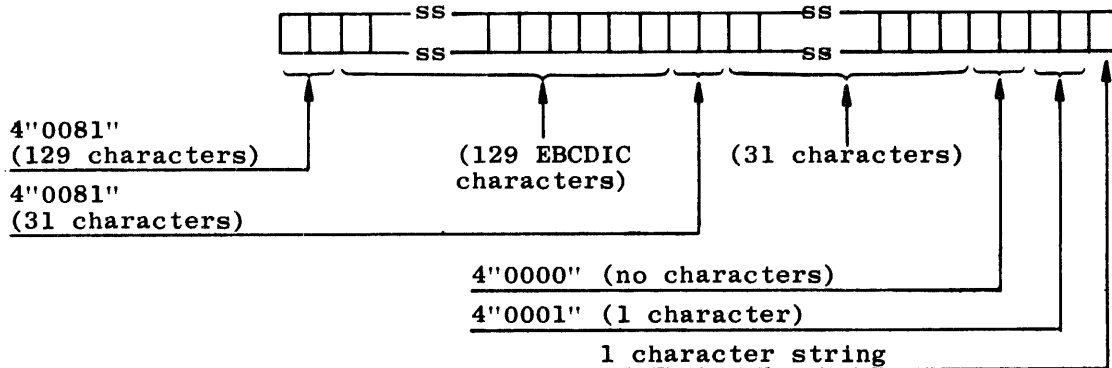 SS SS
SS SS
4"0081"
(129 characters)
(129 EBCDIC
characters)
(31 characters)
4"0081"
(31 characters)
4"0000" (no characters)
4"0001" (1 character)
1 character string